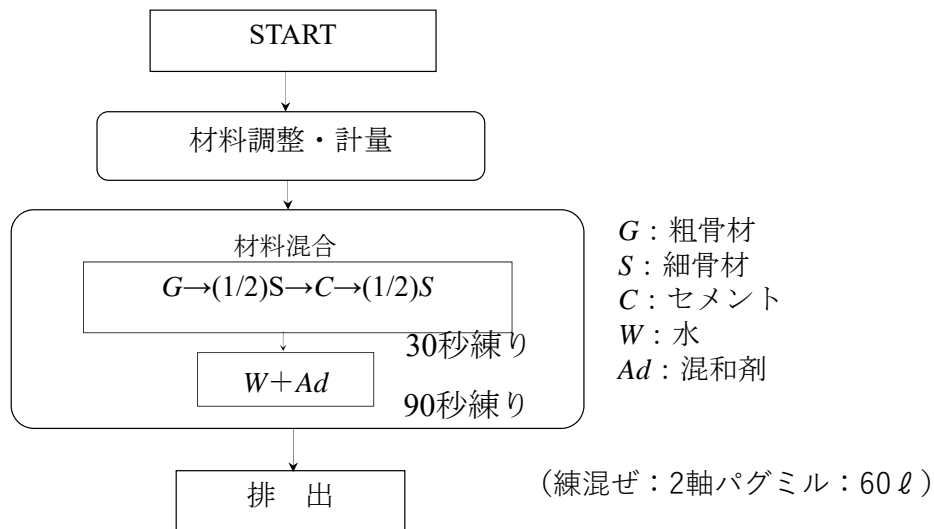 START
材料調整・計量
材料混合
G→(1/2)S→C→(1/2)S
30秒練り
W＋Ad
90秒練り
排　出
G：粗骨材
S：細骨材
C：セメント
W：水
Ad：混和剤
（練混ぜ：2軸パグミル：60ℓ）